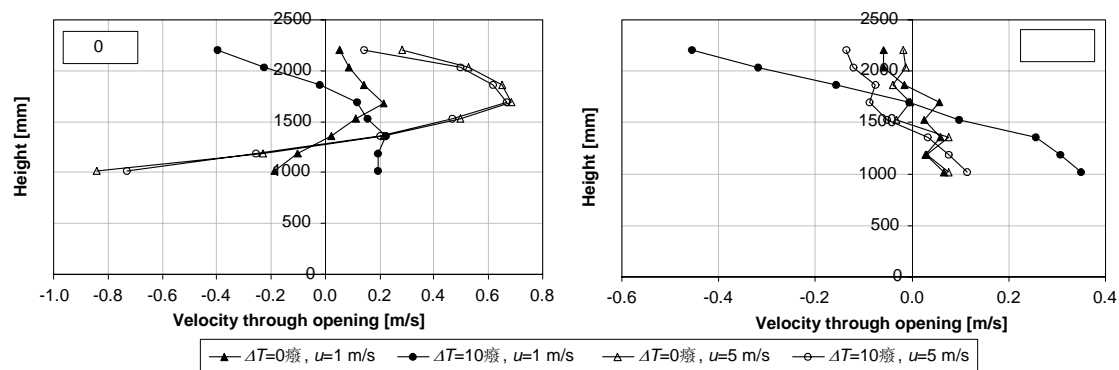 2500 2500
0
2000 2000
1500 1500
1000 1000
500 500
0 0
Height [mm] Height [mm]
-1.0 -0.8 -0.6 -0.4 -0.2 0.0 0.2 0.4 0.6 0.8 -0.6 -0.4 -0.2 0.0 0.2 0.4
Velocity through opening [m/s] Velocity through opening [m/s]
ΔT=0癈, u=1 m/s ΔT=10癈, u=1 m/s ΔT=0癈, u=5 m/s ΔT=10癈, u=5 m/s